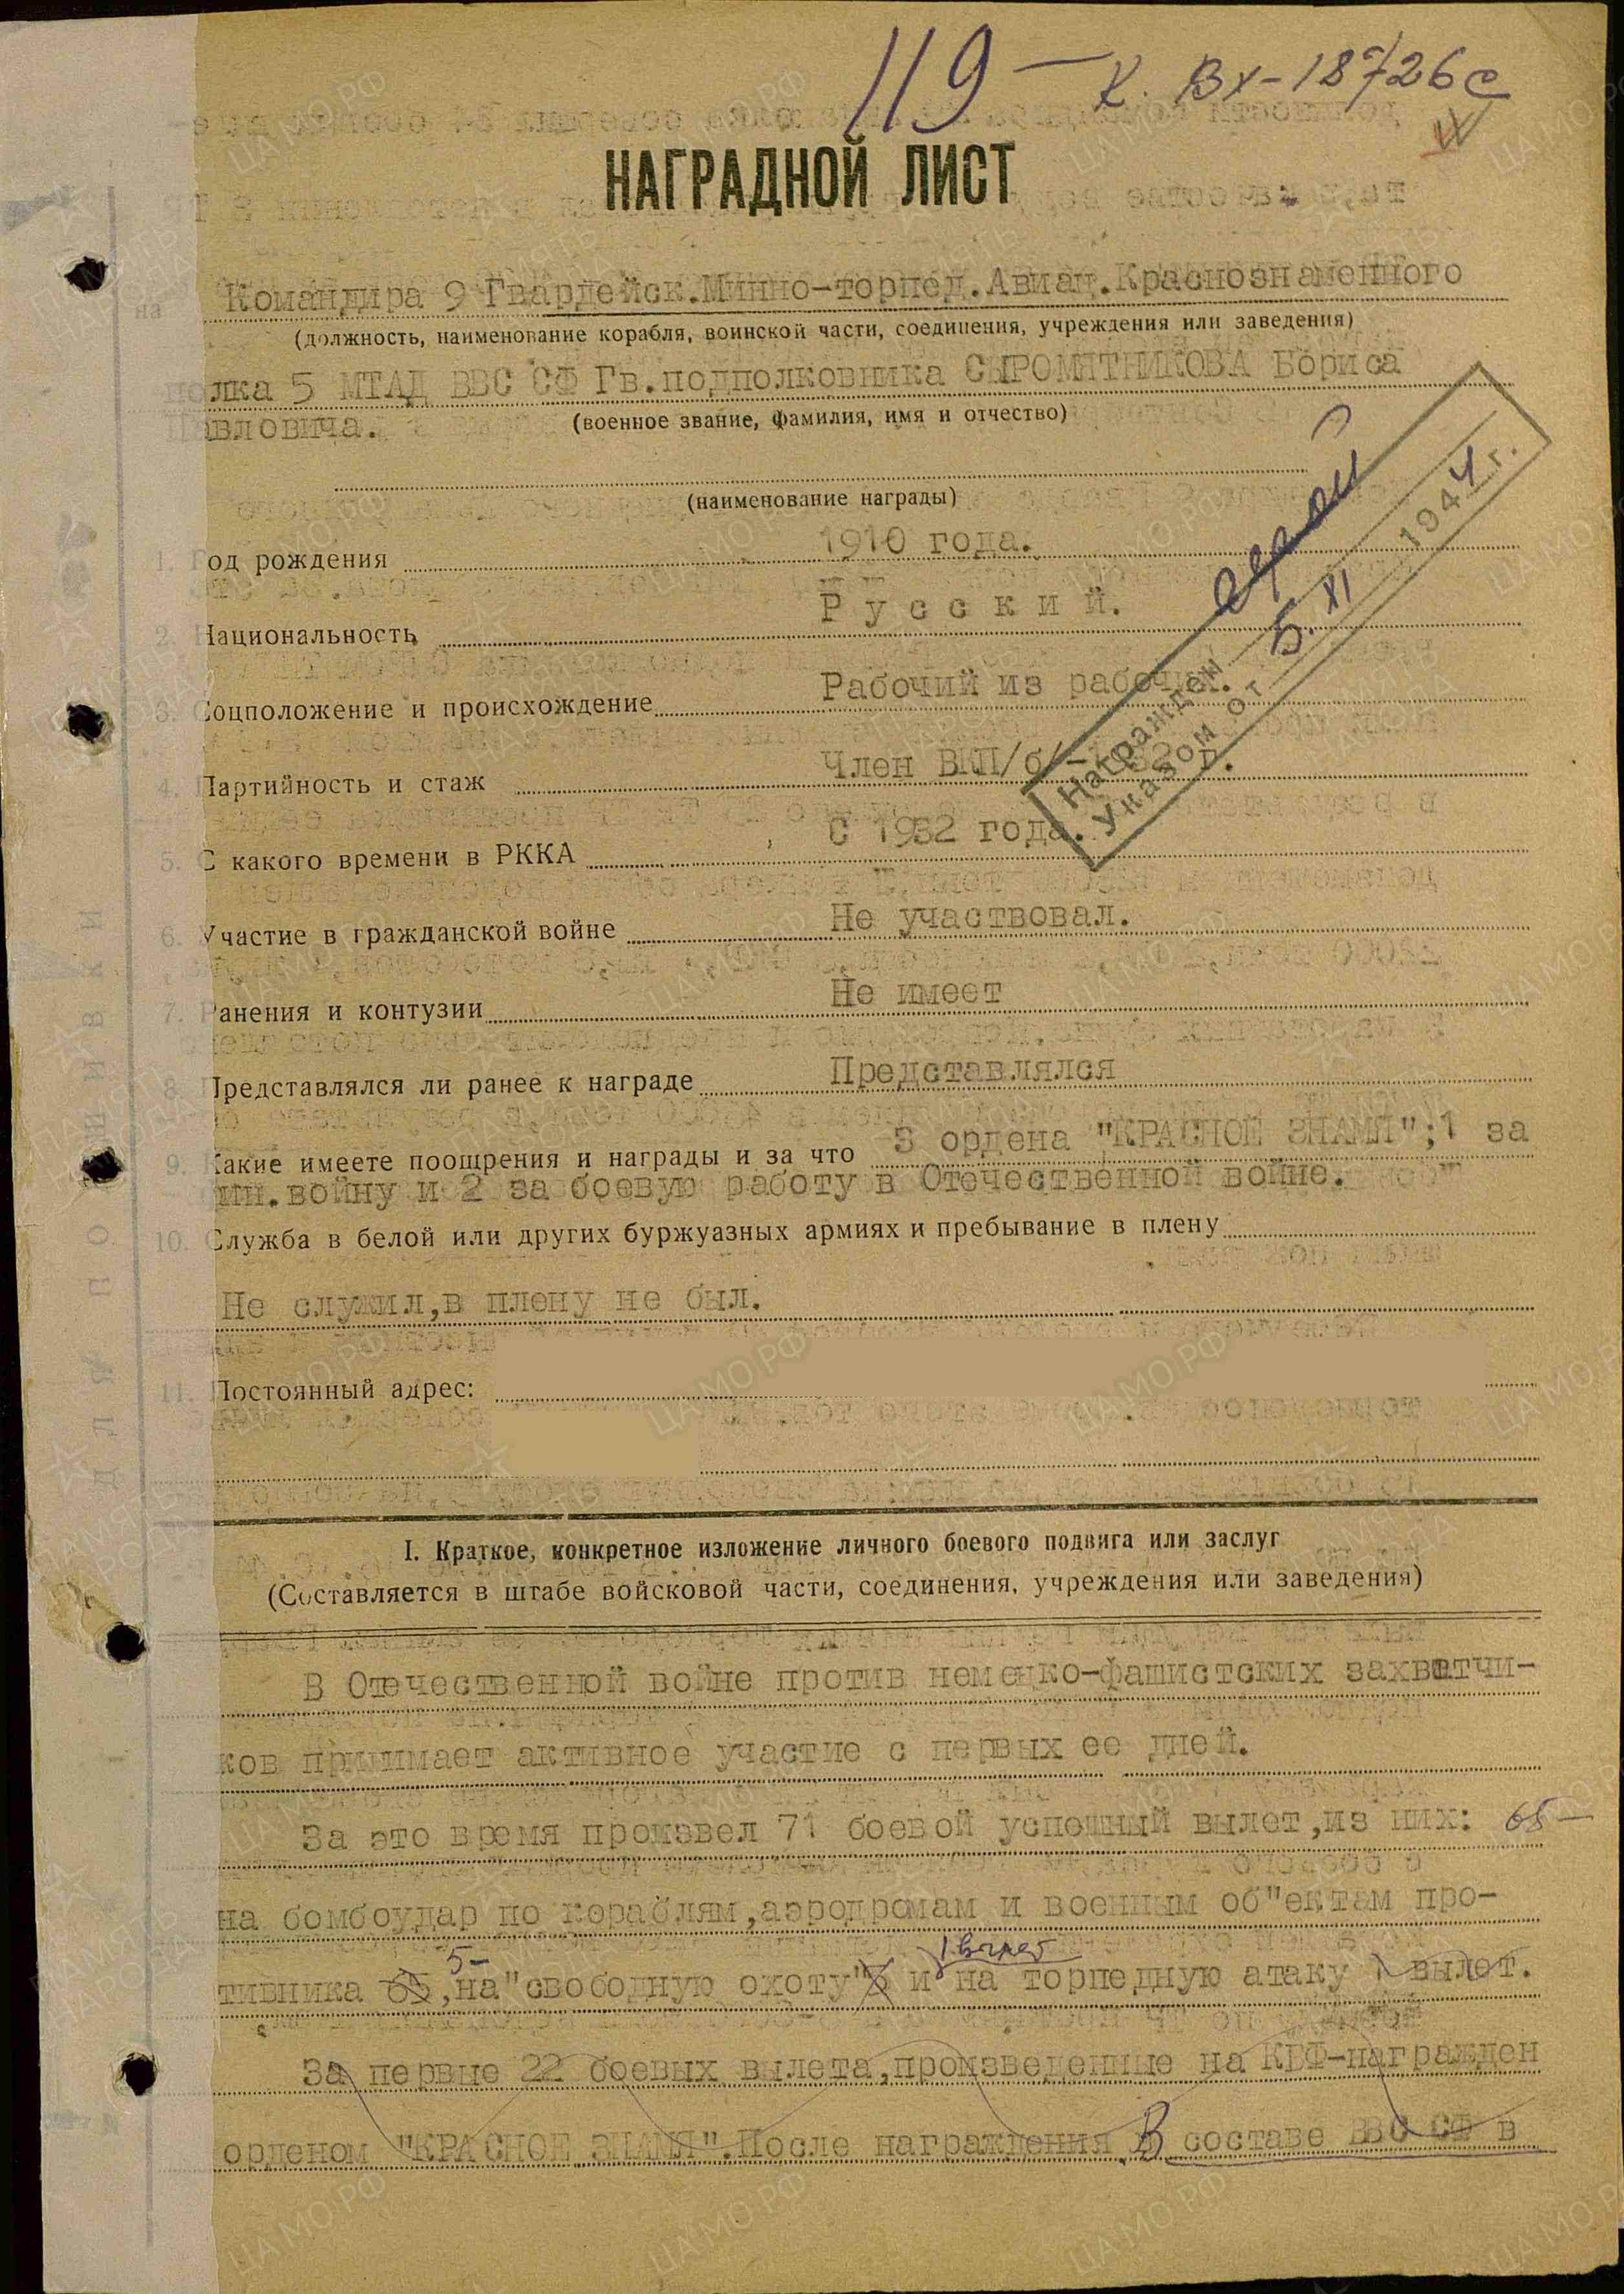 119 — К. Вх-18726с
НАГРАДНОЙ ЛИСТ
на Командира 9 Гвардейск.Минно-торпед.Авиац.Краснознаменного
(должность, наименование корабля, воинской части, соединения, учреждения или заведения)
полка 5 МТАД ВВС СФ Гв.подполковника СЫРОМЯТНИКОВА Бориса
Павловича.
(военное звание, фамилия, имя и отчество)
(наименование награды)
Награжден
Указом от 5.XI 1944 г.
1. Год рождения 1910 года.
2. Национальность Русский.
3. Соцположение и происхождение Рабочий из рабочих.
4. Партийность и стаж Член ВКП/б/-1932 г.
5. С какого времени в РККА С 1932 года.
6. Участие в гражданской войне Не участвовал.
7. Ранения и контузии Не имеет
8. Представлялся ли ранее к награде Представлялся
9. Какие имеете поощрения и награды и за что 3 ордена "КРАСНОЕ ЗНАМЯ";1 за
фин.войну и 2 за боевую работу в Отечественной войне.
10. Служба в белой или других буржуазных армиях и пребывание в плену
Не служил,в плену не был.
11. Постоянный адрес:
I. Краткое, конкретное изложение личного боевого подвига или заслуг
(Составляется в штабе войсковой части, соединения, учреждения или заведения)
В Отечественной войне против немецко-фашистских захватчи-
ков принимает активное участие с первых ее дней.
За это время произвел 71 боевой успешный вылет,из них: 65—
на бомбоудар по кораблям,аэродромам и военным об"ектам про-
5— 1 вылет
тивника 65,на"свободную охоту"5 и на торпедную атаку 1 вылет.
За первые 22 боевых вылета,произведенные на КБФ-награжден
орденом "КРАСНОЕ ЗНАМЯ".После награждения В составе ВВС СФ в